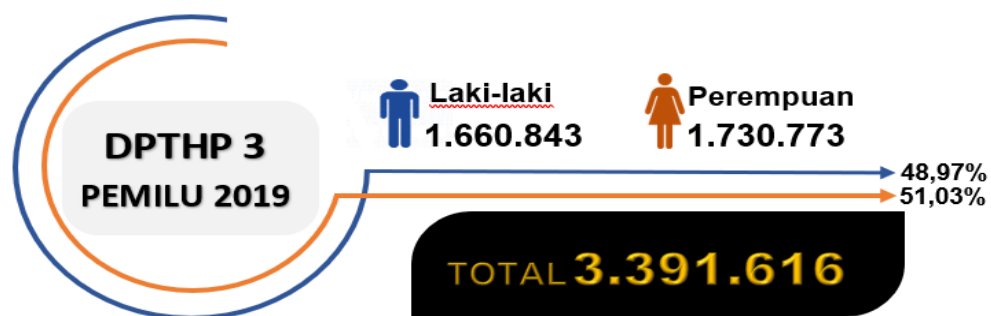 DPTHP 3
PEMILU 2019
Laki-laki
1.660.843
Perempuan
1.730.773
48,97%
51,03%
TOTAL 3.391.616